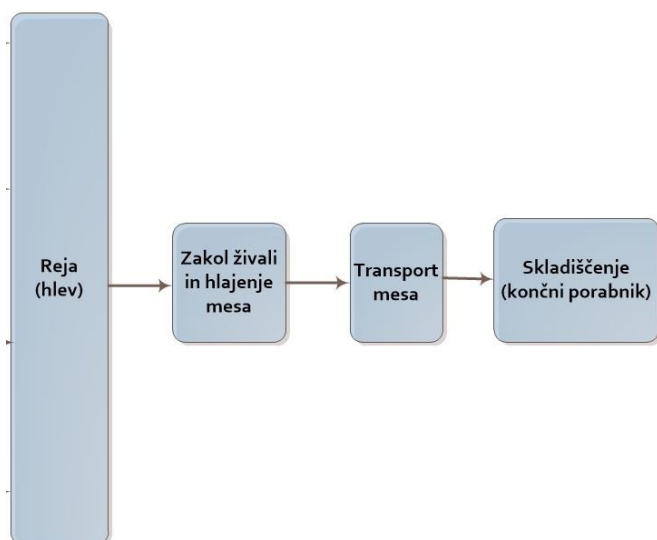 Reja
(hlev)
Zakol živali
in hlajenje
mesa
Transport
mesa
Skladiščenje
(končni porabnik)